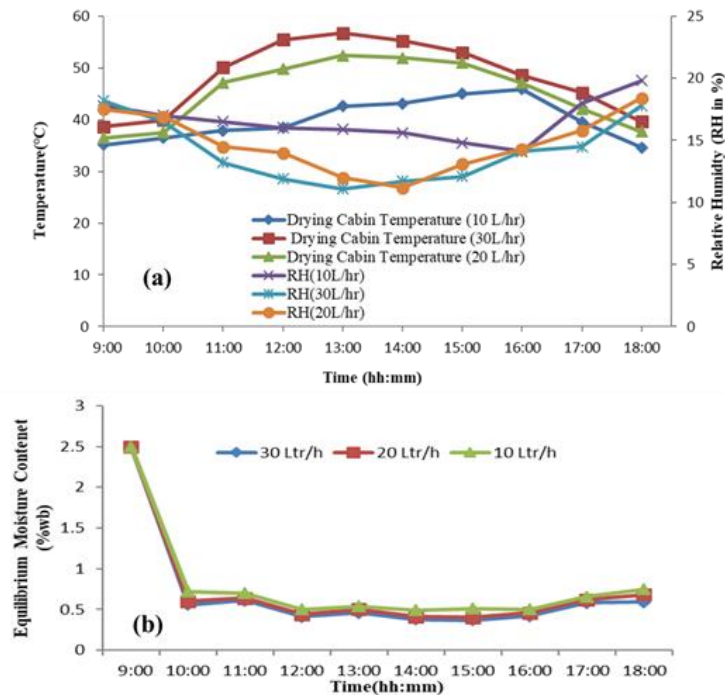 60
50
40
30
20
10
0
Temperature(°C)
25
20
15
10
5
0
Relative Humidity (RH in %)
Drying Cabin Temperature (10 L/hr)
Drying Cabin Temperature (30L/hr)
Drying Cabin Temperature (20 L/hr)
RH(10L/hr)
RH(30L/hr)
RH(20L/hr)
(a)
9:00 10:00 11:00 12:00 13:00 14:00 15:00 16:00 17:00 18:00
Time (hh:mm)
3
2.5
2
1.5
1
0.5
0
Equilibrium Moisture Contenet
(%wb)
30 Ltr/h 20 Ltr/h 10 Ltr/h
(b)
9:00 10:00 11:00 12:00 13:00 14:00 15:00 16:00 17:00 18:00
Time(hh:mm)